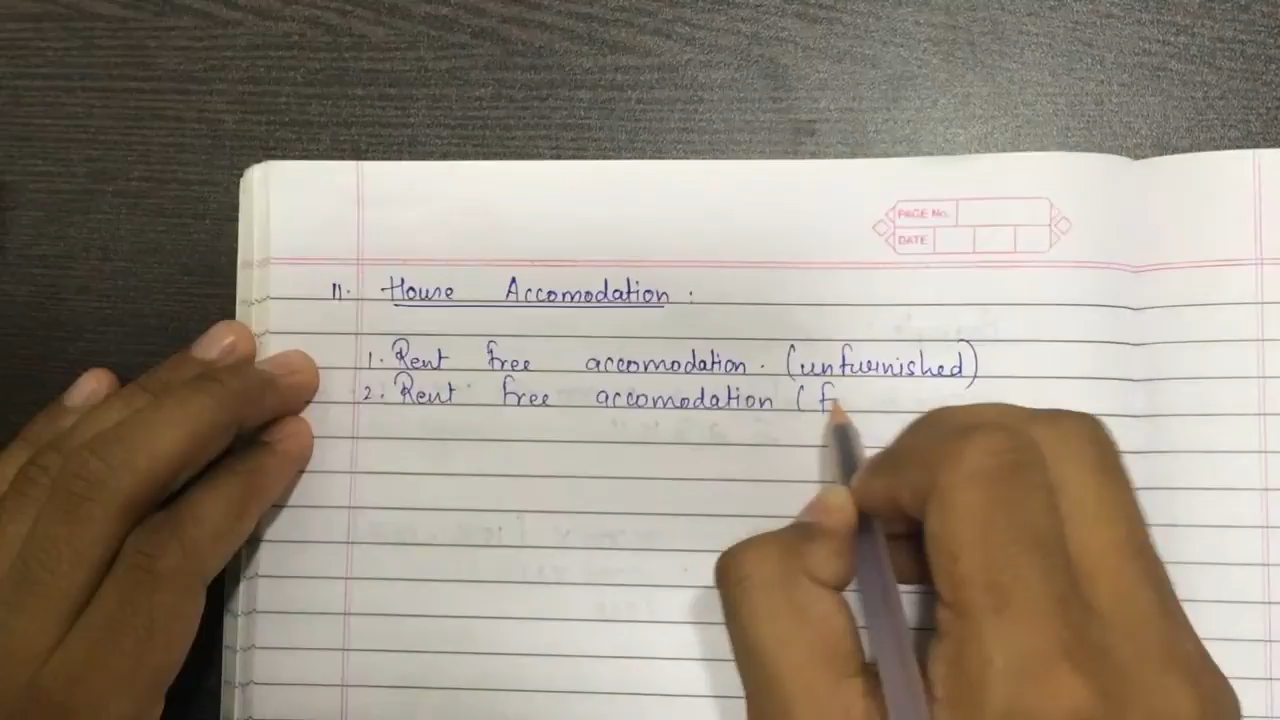 PAGE No.
DATE
11. House Accomodation :
1. Rent free accomodation. (unfurnished)
2. Rent free accomodation ( f